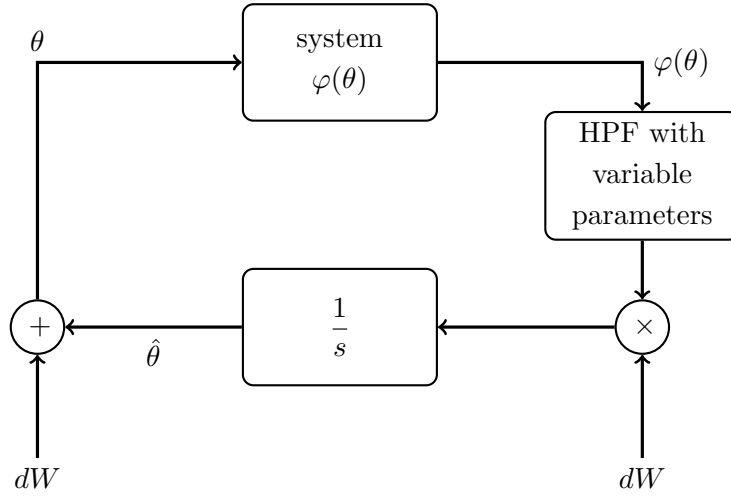 θ
system
φ(θ)
φ(θ)
HPF with
variable
parameters
+
θ̂
1
s
×
dW
dW